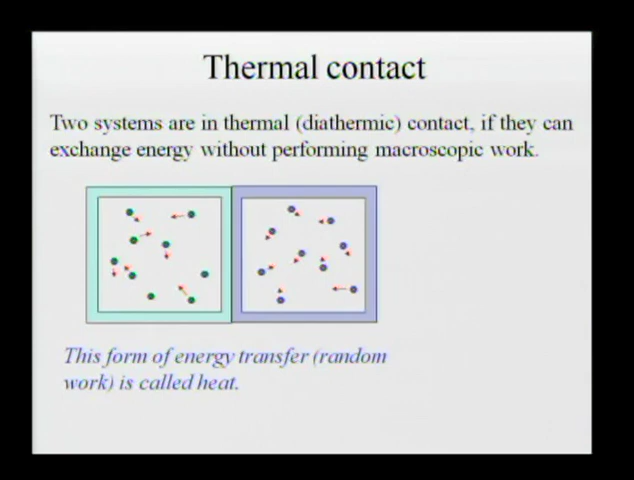 Thermal contact
Two systems are in thermal (diathermic) contact, if they can
exchange energy without performing macroscopic work.
This form of energy transfer (random
work) is called heat.